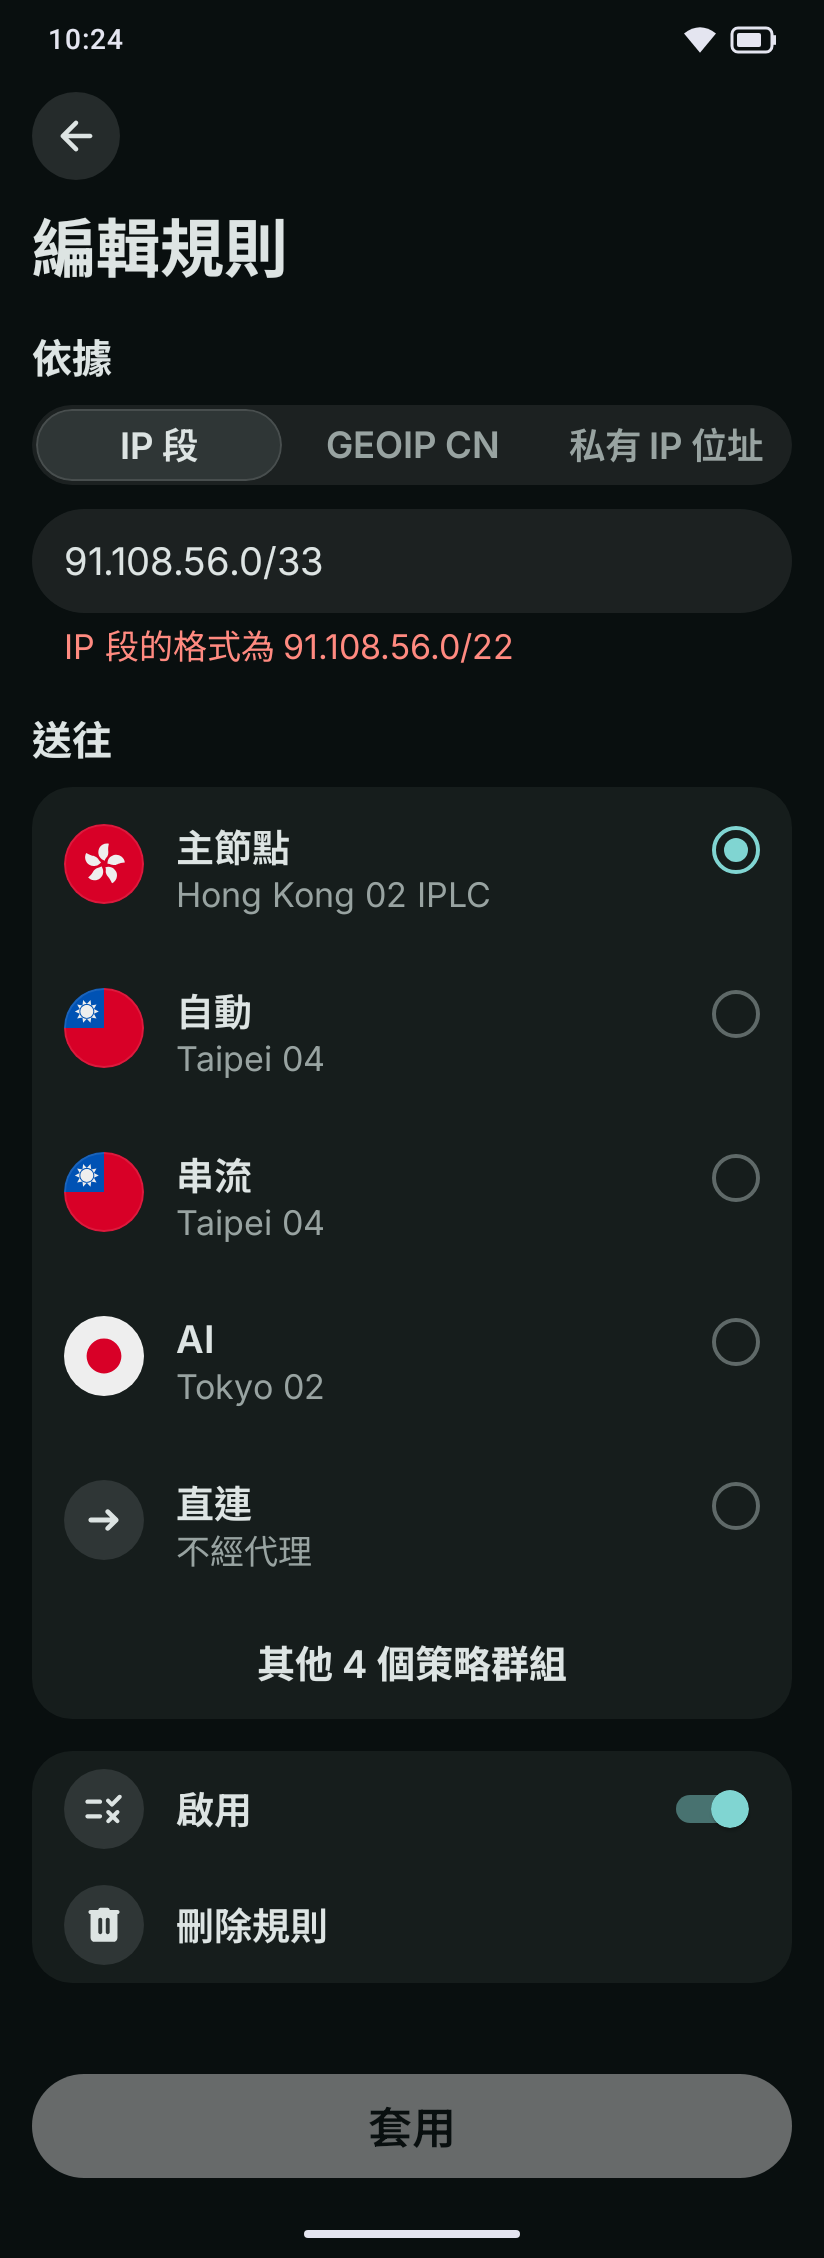 10:24
編輯規則
依據
IP 段
GEOIP CN
私有 IP 位址
91.108.56.0/33
IP 段的格式為 91.108.56.0/22
送往
主節點
Hong Kong 02 IPLC
自動
Taipei 04
串流
Taipei 04
AI
Tokyo 02
直連
不經代理
其他 4 個策略群組
啟用
刪除規則
套用